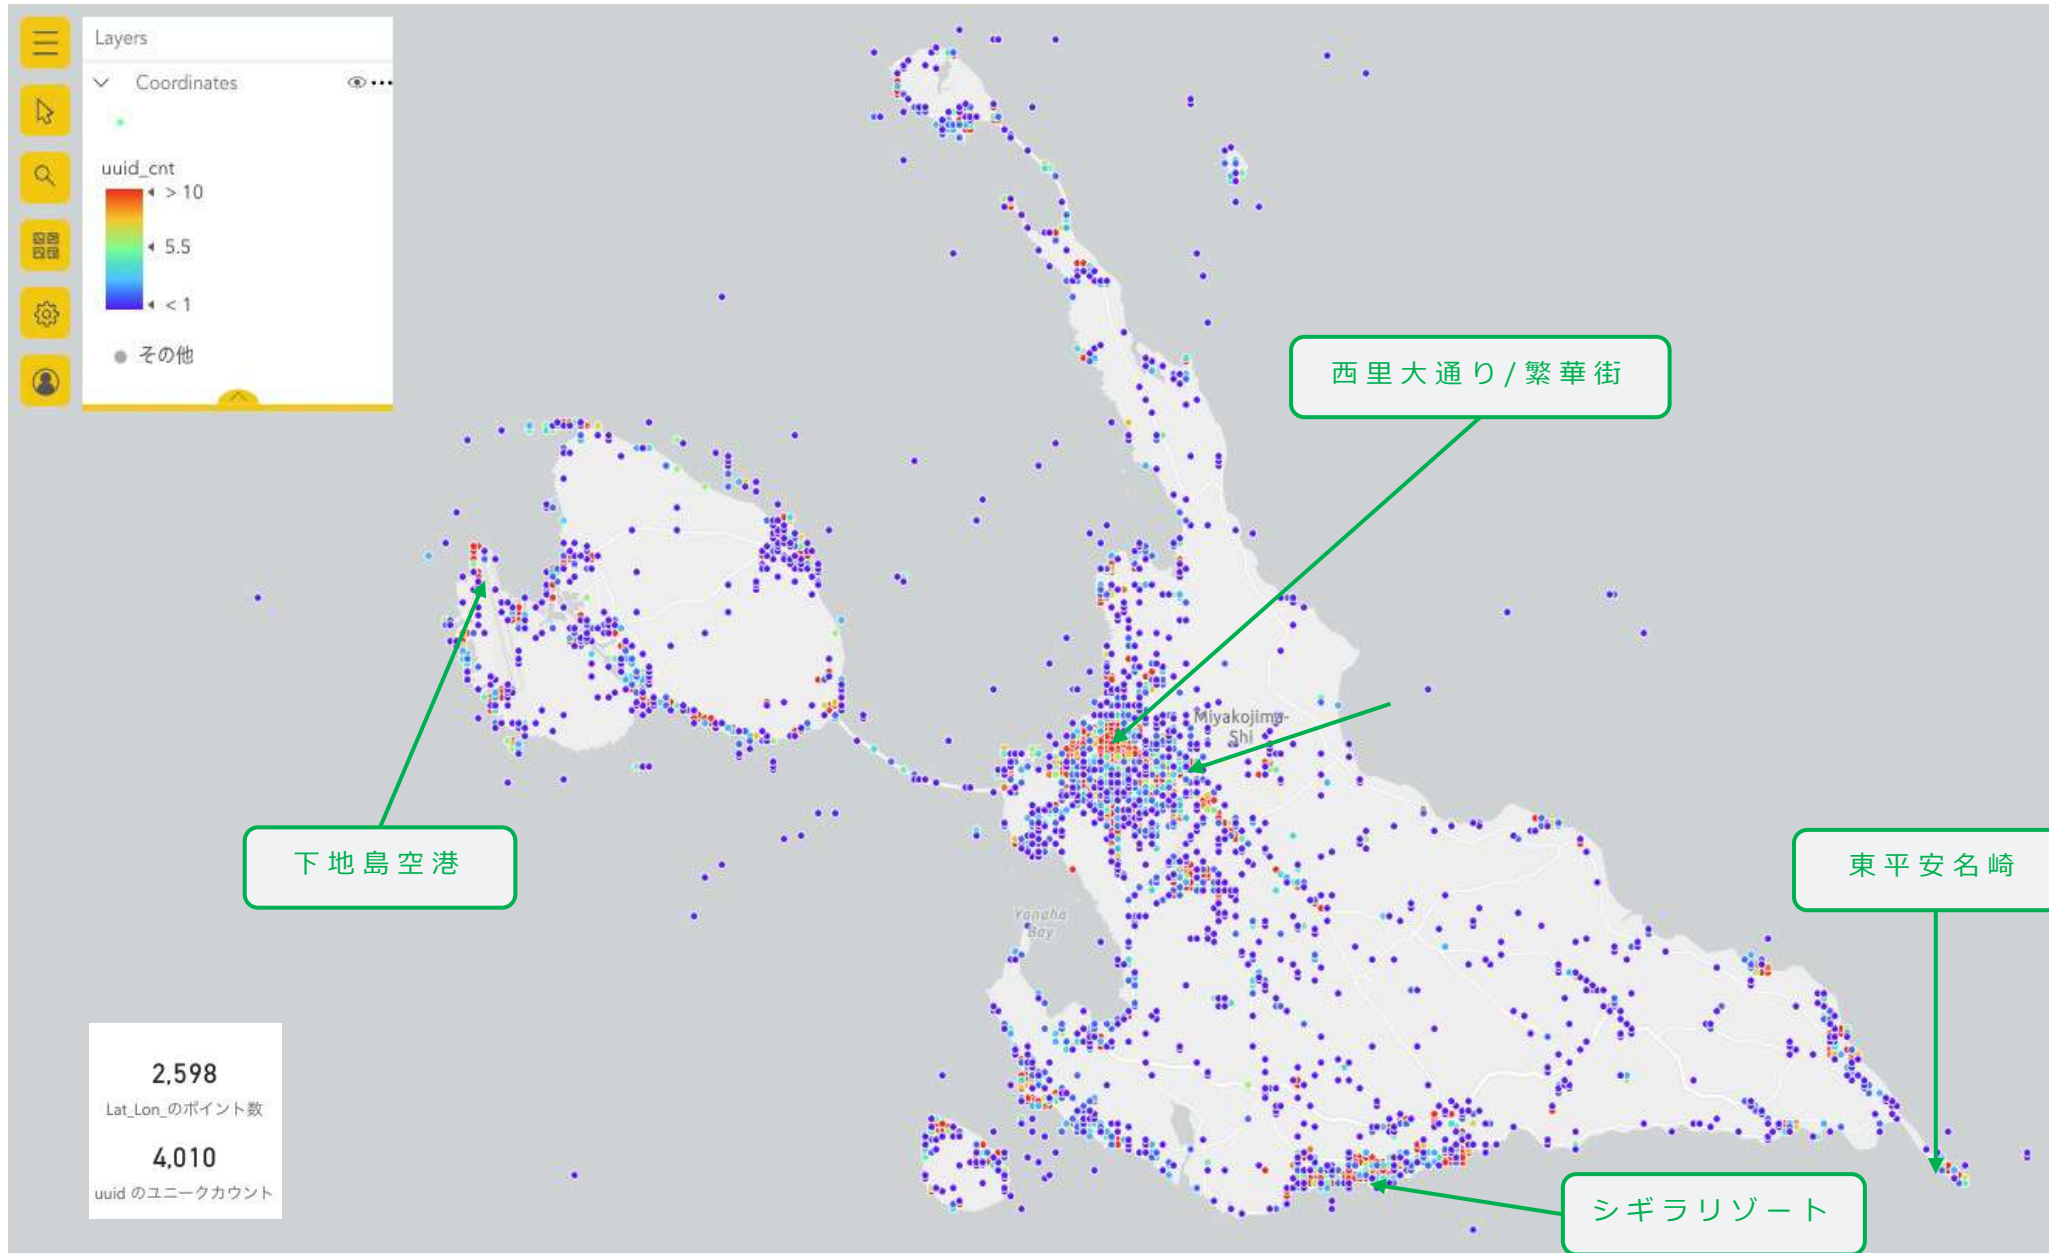 Layers
Coordinates
uuid_cnt
> 10
5.5
< 1
その他
西里大通り/繁華街
Miyakojima-
Shi
下地島空港
東平安名崎
Yonaha
Bay
2,598
Lat_Lon_のポイント数
4,010
uuid のユニークカウント
シギラリゾート